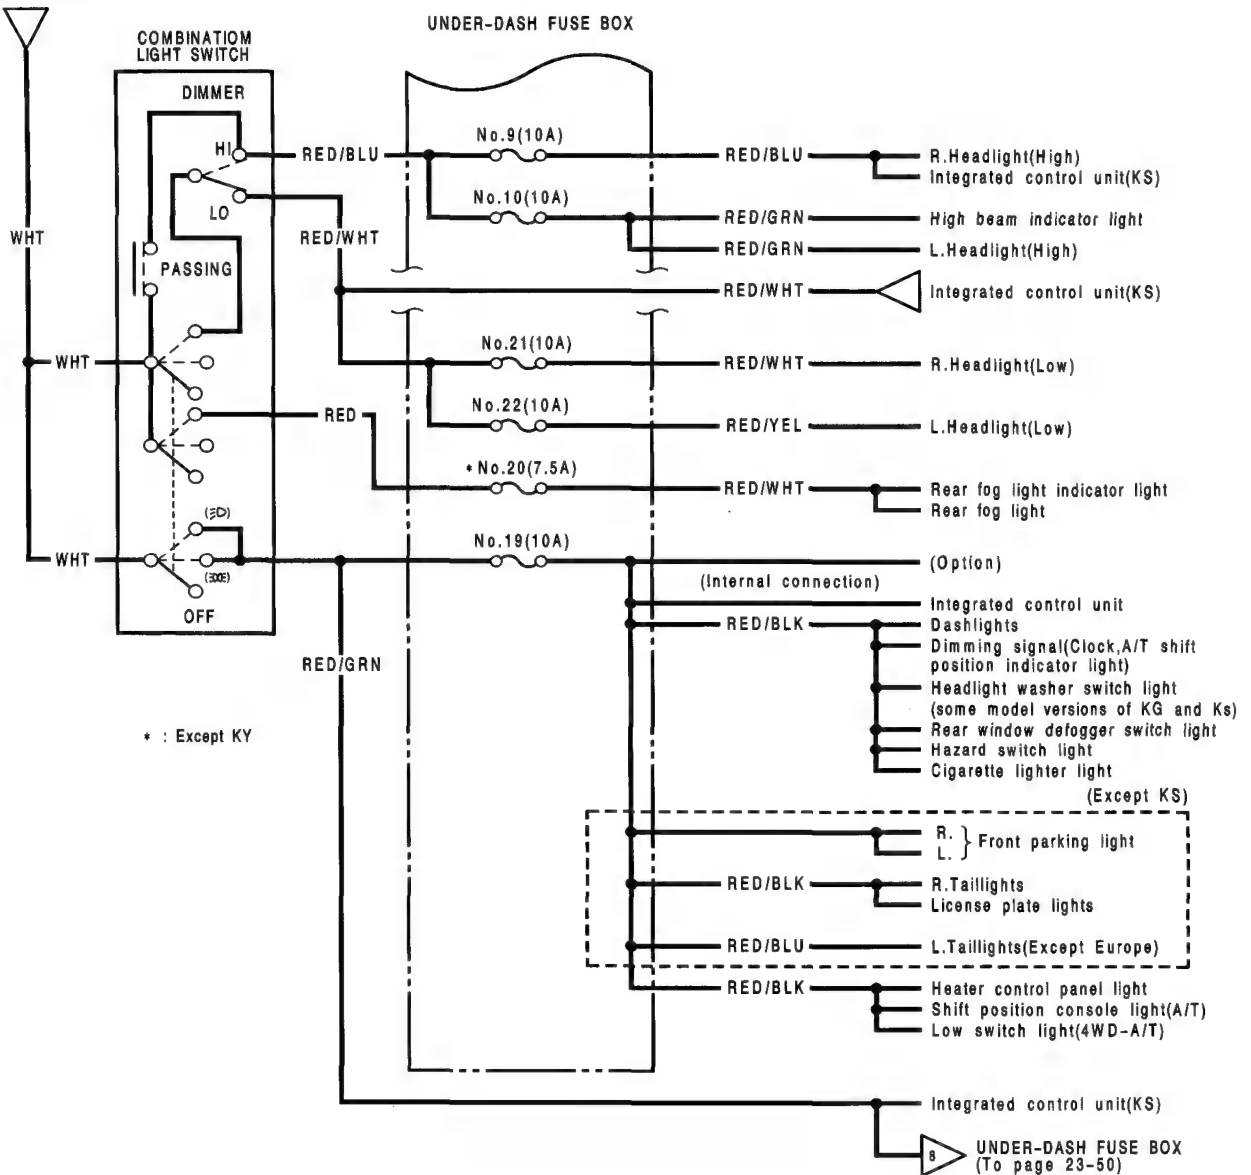 UNDER-DASH FUSE BOX
COMBINATIOM
LIGHT SWITCH
DIMMER
HI
LO
PASSING
OFF
WHT
WHT
WHT
RED/BLU
RED/WHT
RED
RED/GRN
* : Except KY
No.9(10A)
No.10(10A)
No.21(10A)
No.22(10A)
* No.20(7.5A)
No.19(10A)
(Internal connection)
RED/BLU
R.Headlight(High)
Integrated control unit(KS)
RED/GRN
High beam indicator light
RED/GRN
L.Headlight(High)
RED/WHT
Integrated control unit(KS)
RED/WHT
R.Headlight(Low)
RED/YEL
L.Headlight(Low)
RED/WHT
Rear fog light indicator light
Rear fog light
(Option)
Integrated control unit
RED/BLK
Dashlights
Dimming signal(Clock,A/T shift
position indicator light)
Headlight washer switch light
(some model versions of KG and Ks)
Rear window defogger switch light
Hazard switch light
Cigarette lighter light
(Except KS)
R.
L.
} Front parking light
RED/BLK
R.Taillights
License plate lights
RED/BLU
L.Taillights(Except Europe)
RED/BLK
Heater control panel light
Shift position console light(A/T)
Low switch light(4WD-A/T)
Integrated control unit(KS)
8
UNDER-DASH FUSE BOX
(To page 23-50)